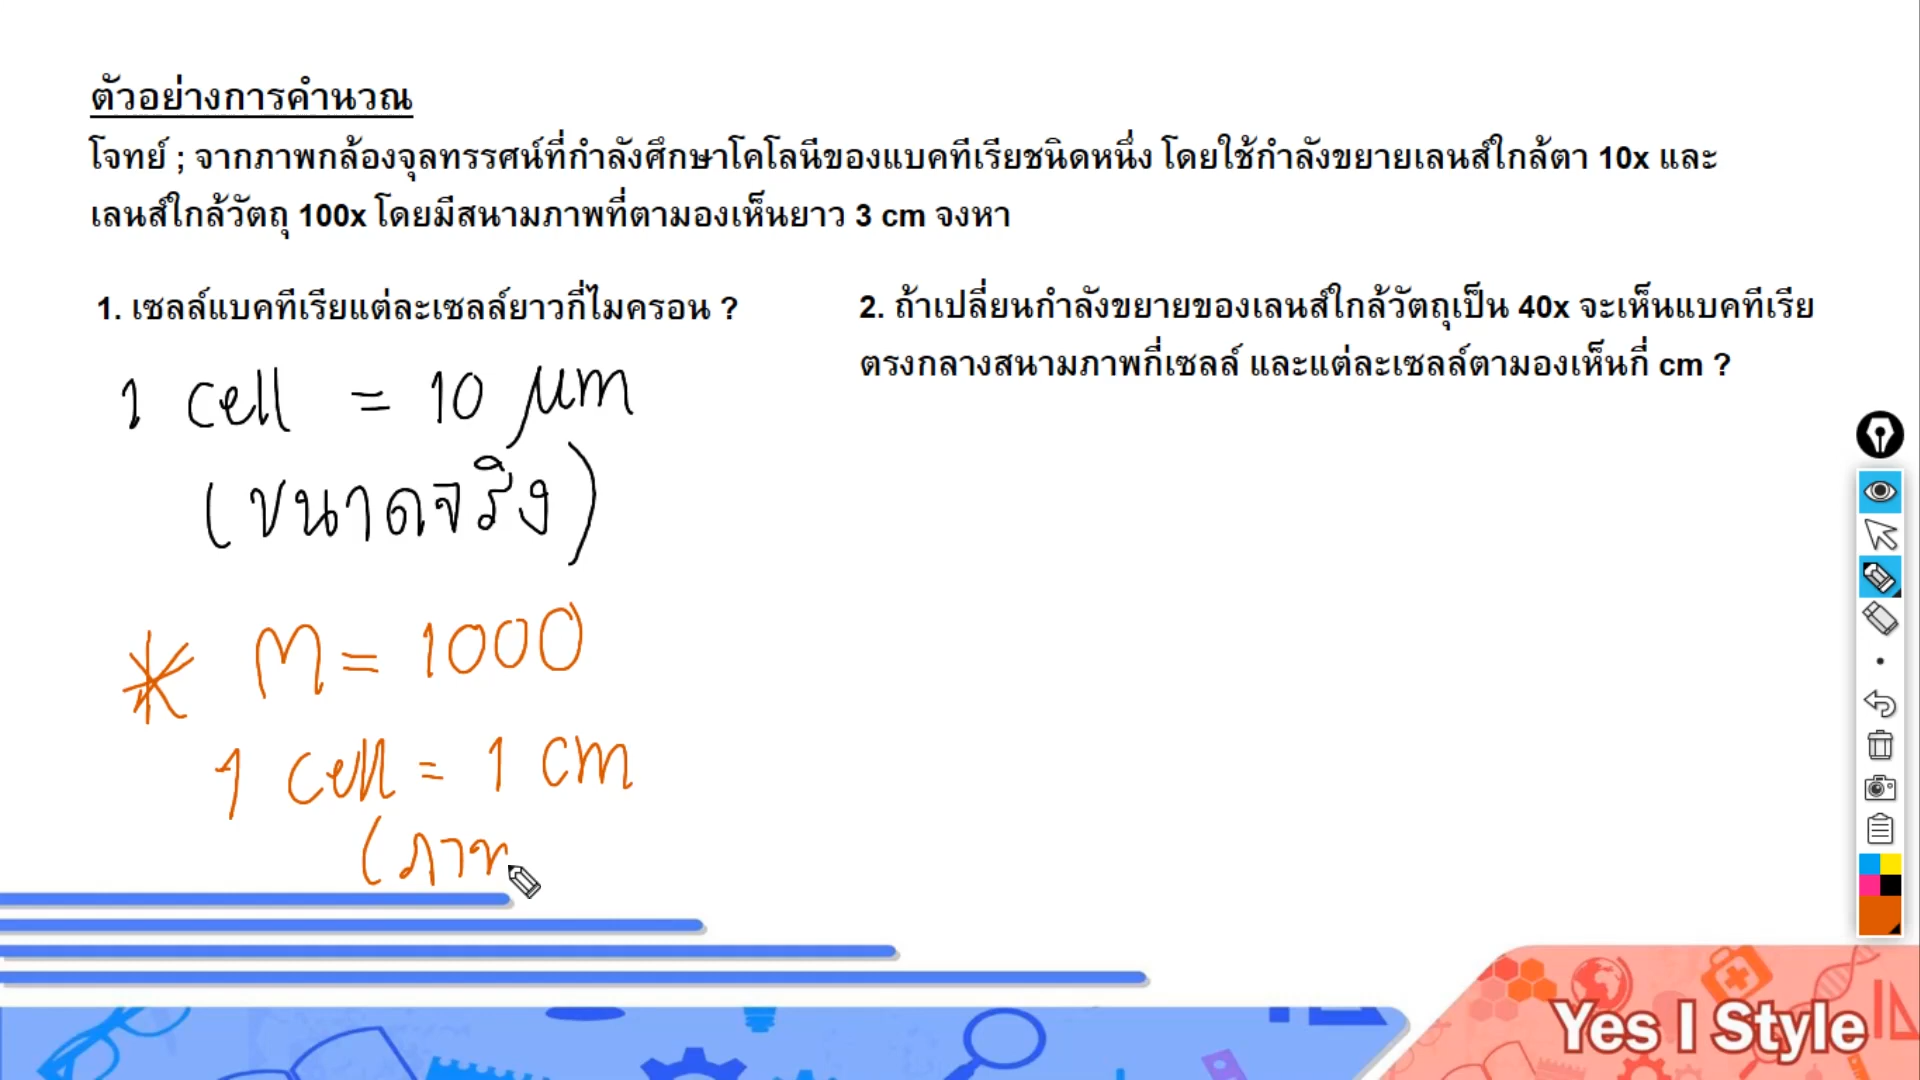 ตัวอย่างการคำนวณ
โจทย์ ; จากภาพกล้องจุลทรรศน์ที่กำลังศึกษาโคโลนีของแบคทีเรียชนิดหนึ่ง โดยใช้กำลังขยายเลนส์ใกล้ตา 10x และ
เลนส์ใกล้วัตถุ 100x โดยมีสนามภาพที่ตามองเห็นยาว 3 cm จงหา
1. เซลล์แบคทีเรียแต่ละเซลล์ยาวกี่ไมครอน ?
1 cell = 10 µm
(ขนาดจริง)
* M = 1000
1 cell = 1 cm
(ภาพ
2. ถ้าเปลี่ยนกำลังขยายของเลนส์ใกล้วัตถุเป็น 40x จะเห็นแบคทีเรีย
ตรงกลางสนามภาพกี่เซลล์ และแต่ละเซลล์ตามองเห็นกี่ cm ?
Yes I Style